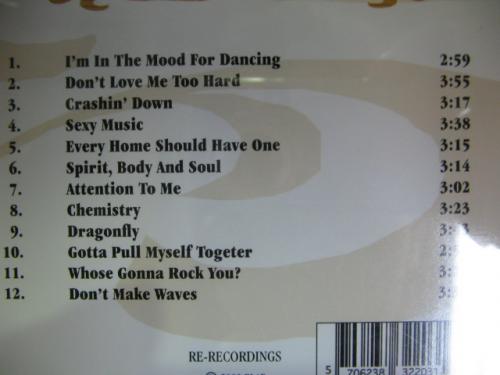 1. I'm In The Mood For Dancing 2:59
2. Don't Love Me Too Hard 3:55
3. Crashin' Down 3:17
4. Sexy Music 3:38
5. Every Home Should Have One 3:15
6. Spirit, Body And Soul 3:14
7. Attention To Me 3:02
8. Chemistry 3:23
9. Dragonfly
10. Gotta Pull Myself Togeter
11. Whose Gonna Rock You?
12. Don't Make Waves
RE-RECORDINGS
5 706238 322031